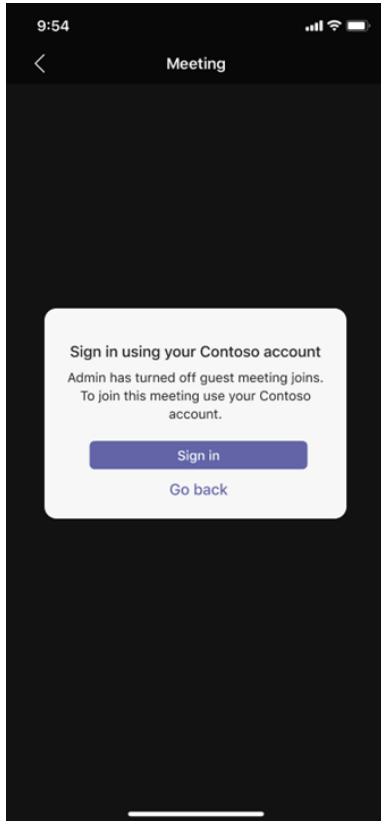 9:54
Meeting
Sign in using your Contoso account
Admin has turned off guest meeting joins.
To join this meeting use your Contoso
account.
Sign in
Go back